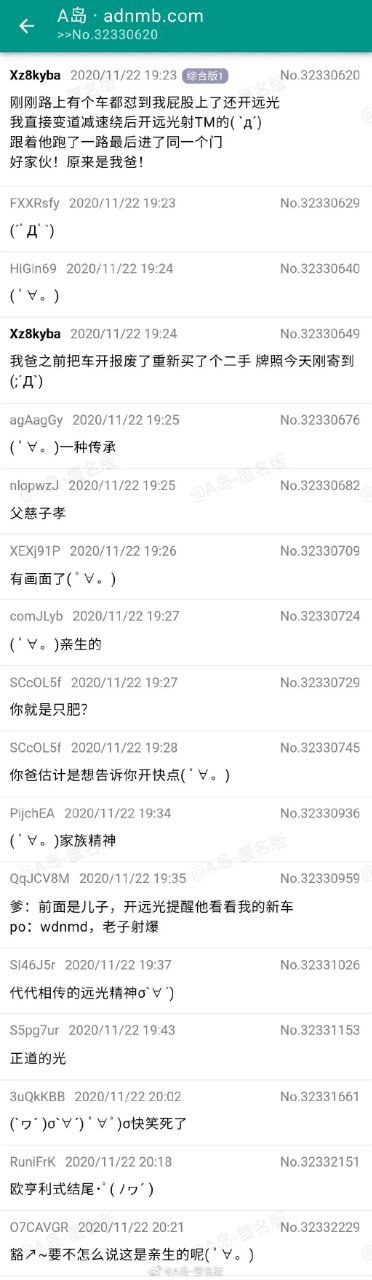 A岛 · adnmb.com
>>No.32330620
Xz8kyba 2020/11/22 19:23 综合版1 No.32330620
刚刚路上有个车都怼到我屁股上了还开远光
我直接变道减速绕后开远光射TM的( `д´)
跟着他跑了一路最后进了同一个门
好家伙！原来是我爸！
FXXRsfy 2020/11/22 19:23 No.32330629
(´ﾟДﾟ`)
HiGin69 2020/11/22 19:24 No.32330640
( ﾟ∀。)
Xz8kyba 2020/11/22 19:24 No.32330649
我爸之前把车开报废了重新买了个二手 牌照今天刚寄到
(;´Д`)
agAagGy 2020/11/22 19:25 No.32330676
( ﾟ∀。)一种传承
nlopwzJ 2020/11/22 19:25 No.32330682
父慈子孝
XEXj91P 2020/11/22 19:26 No.32330709
有画面了( ﾟ∀。)
comJLyb 2020/11/22 19:27 No.32330724
( ﾟ∀。)亲生的
SCcOL5f 2020/11/22 19:27 No.32330729
你就是只肥？
SCcOL5f 2020/11/22 19:28 No.32330745
你爸估计是想告诉你开快点( ﾟ∀。)
PijchEA 2020/11/22 19:34 No.32330936
( ﾟ∀。)家族精神
QqJCV8M 2020/11/22 19:35 No.32330959
爹：前面是儿子，开远光提醒他看看我的新车
po：wdnmd，老子射爆
SI46J5r 2020/11/22 19:37 No.32331026
代代相传的远光精神σ`∀´)
S5pg7ur 2020/11/22 19:43 No.32331153
正道的光
3uQkKBB 2020/11/22 20:02 No.32331661
(`ヮ´ )σ`∀´) ﾟ∀ﾟ)σ快笑死了
RuniFrK 2020/11/22 20:18 No.32332151
欧亨利式结尾･ﾟ( ﾉヮ´ )
O7CAVGR 2020/11/22 20:21 No.32332229
豁↗~要不怎么说这是亲生的呢( ﾟ∀。)
@A岛-匿名版